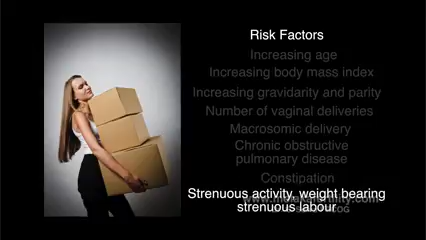 Risk Factors
Increasing age
Increasing body mass index
Increasing gravidarity and parity
Number of vaginal deliveries
Macrosomic delivery
Chronic obstructive
pulmonary disease
Constipation
Strenuous activity, weight bearing
strenuous labour